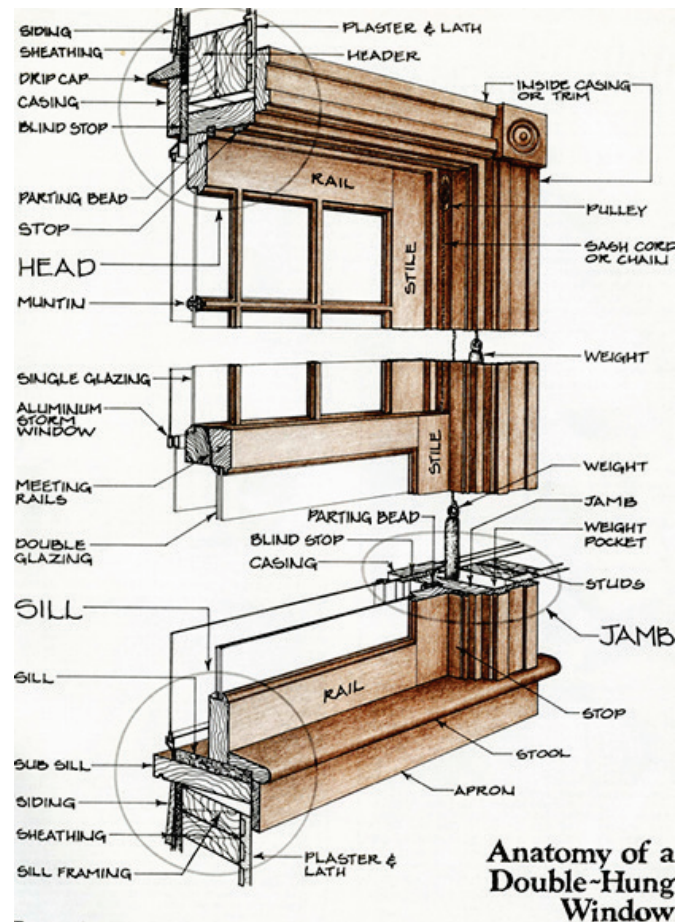 SIDING
SHEATHING
DRIP CAP
CASING
BLIND STOP
PARTING BEAD
STOP
HEAD
MUNTIN
PLASTER & LATH
HEADER
INSIDE CASING
OR TRIM
RAIL
STILE
PULLEY
SASH CORD
OR CHAIN
WEIGHT
SINGLE GLAZING
ALUMINUM
STORM
WINDOW
MEETING
RAILS
DOUBLE
GLAZING
STILE
WEIGHT
PARTING BEAD
BLIND STOP
CASING
JAMB
WEIGHT
POCKET
STUDS
JAMB
SILL
SILL
RAIL
STOP
STOOL
APRON
SUB SILL
SIDING
SHEATHING
SILL FRAMING
PLASTER &
LATH
Anatomy of a
Double-Hung
Window